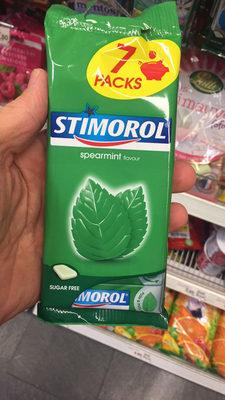 7
PACKS
STIMOROL
spearmint flavour
SUGAR FREE
MOROL